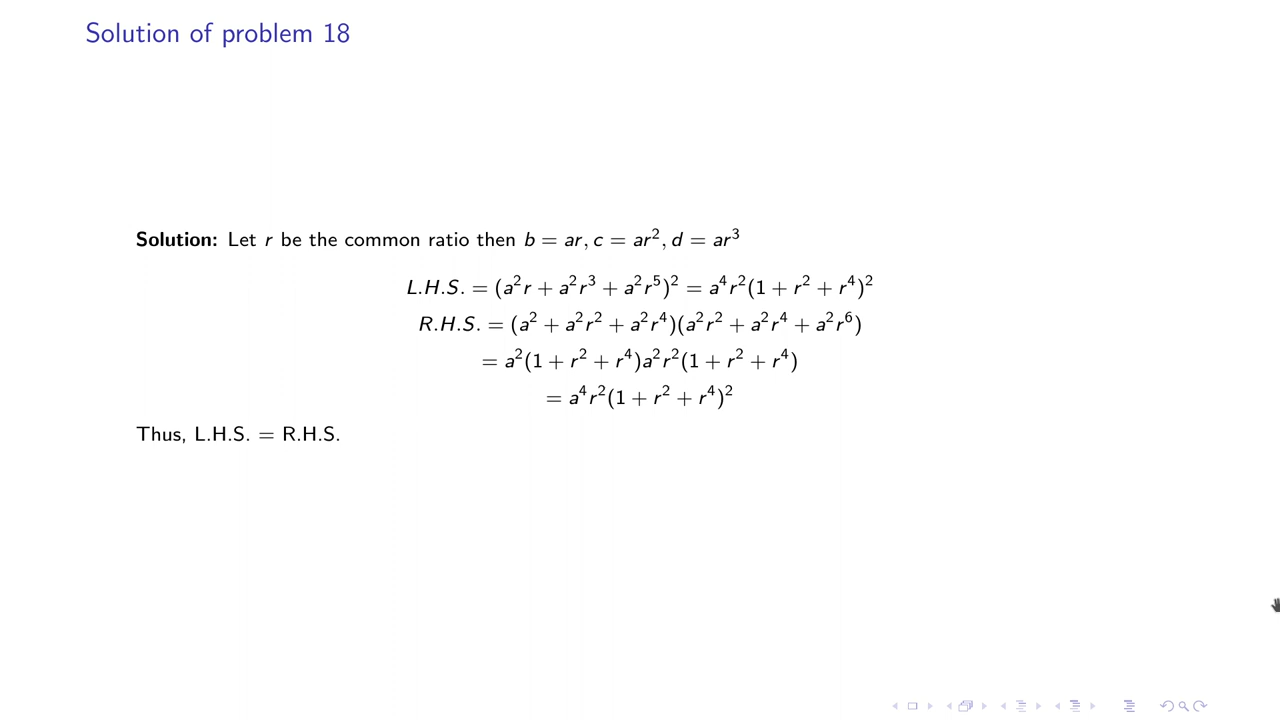 Solution of problem 18
Solution: Let r be the common ratio then b = ar, c = ar², d = ar³
L.H.S. = (a²r + a²r³ + a²r⁵)² = a⁴r²(1 + r² + r⁴)²
R.H.S. = (a² + a²r² + a²r⁴)(a²r² + a²r⁴ + a²r⁶)
= a²(1 + r² + r⁴)a²r²(1 + r² + r⁴)
= a⁴r²(1 + r² + r⁴)²
Thus, L.H.S. = R.H.S.